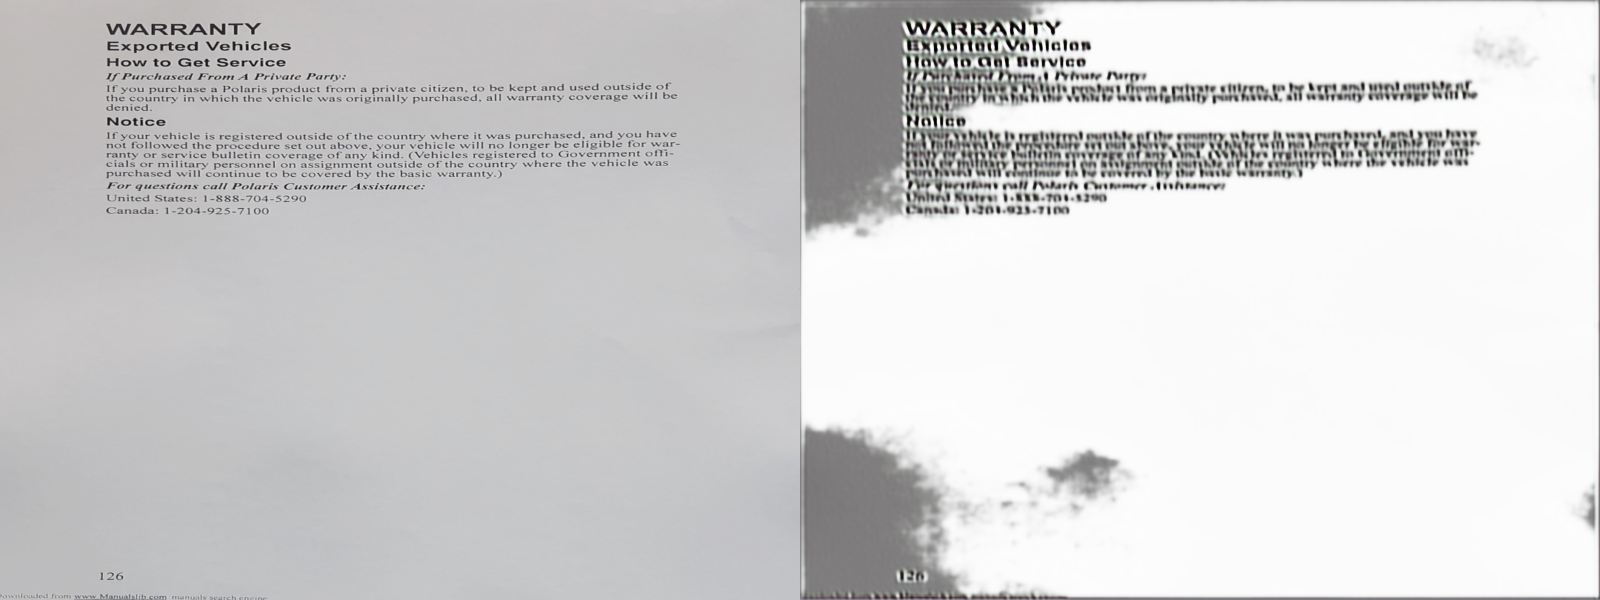 WARRANTY
Exported Vehicles
How to Get Service
If Purchased From A Private Party:
If you purchase a Polaris product from a private citizen, to be kept and used outside of
the country in which the vehicle was originally purchased, all warranty coverage will be
denied.
Notice
If your vehicle is registered outside of the country where it was purchased, and you have
not followed the procedure set out above, your vehicle will no longer be eligible for war-
ranty or service bulletin coverage of any kind. (Vehicles registered to Government offi-
cials or military personnel on assignment outside of the country where the vehicle was
purchased will continue to be covered by the basic warranty.)
For questions call Polaris Customer Assistance:
United States: 1-888-704-5290
Canada: 1-204-925-7100
126
Downloaded from www.Manualslib.com manuals search engine
WARRANTY
Exported Vehicles
How to Get Service
If Purchased From A Private Party:
If you purchase a Polaris product from a private citizen, to be kept and used outside of
the country in which the vehicle was originally purchased, all warranty coverage will be
denied.
Notice
If your vehicle is registered outside of the country where it was purchased, and you have
not followed the procedure set out above, your vehicle will no longer be eligible for war-
ranty or service bulletin coverage of any kind. (Vehicles registered to Government offi-
cials or military personnel on assignment outside of the country where the vehicle was
purchased will continue to be covered by the basic warranty.)
For questions call Polaris Customer Assistance:
United States: 1-888-704-5290
Canada: 1-204-925-7100
126